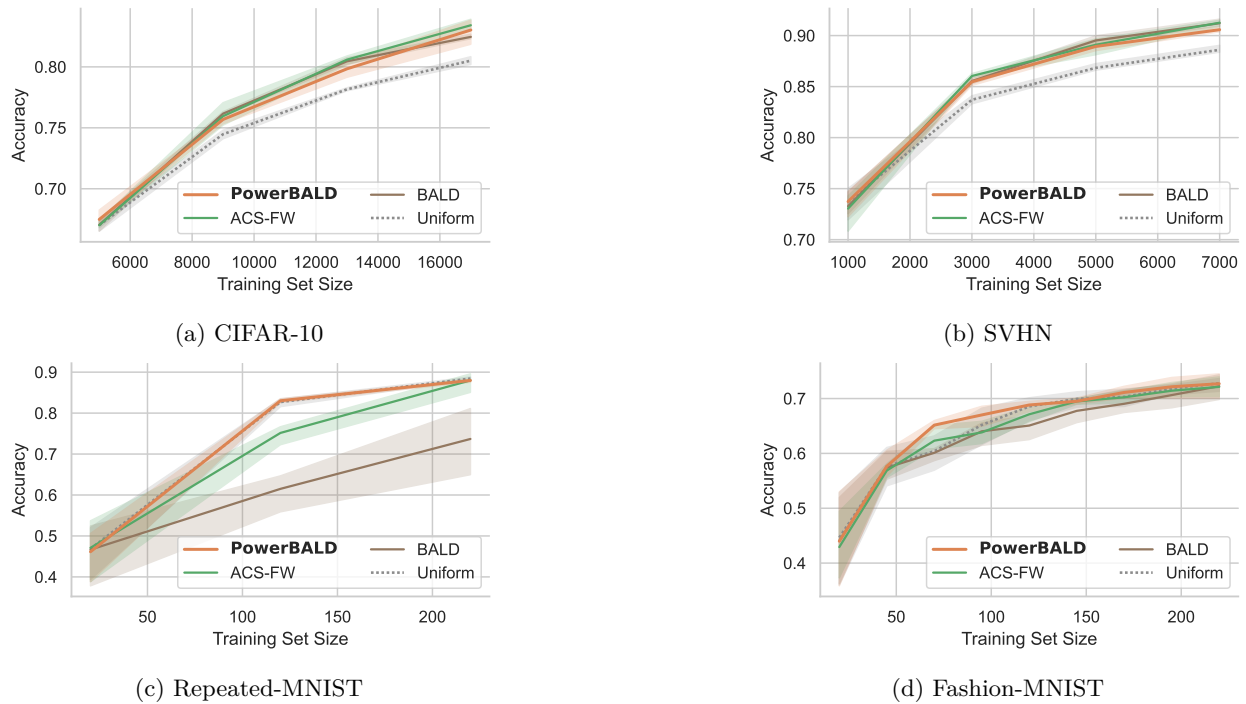 0.80
0.75
0.70
Accuracy
PowerBALD
BALD
ACS-FW
Uniform
6000 8000 10000 12000 14000 16000
Training Set Size
(a) CIFAR-10
0.90
0.85
0.80
0.75
0.70
Accuracy
PowerBALD
BALD
ACS-FW
Uniform
1000 2000 3000 4000 5000 6000 7000
Training Set Size
(b) SVHN
0.9
0.8
0.7
0.6
0.5
0.4
Accuracy
PowerBALD
BALD
ACS-FW
Uniform
50 100 150 200
Training Set Size
(c) Repeated-MNIST
0.7
0.6
0.5
0.4
Accuracy
PowerBALD
BALD
ACS-FW
Uniform
50 100 150 200
Training Set Size
(d) Fashion-MNIST